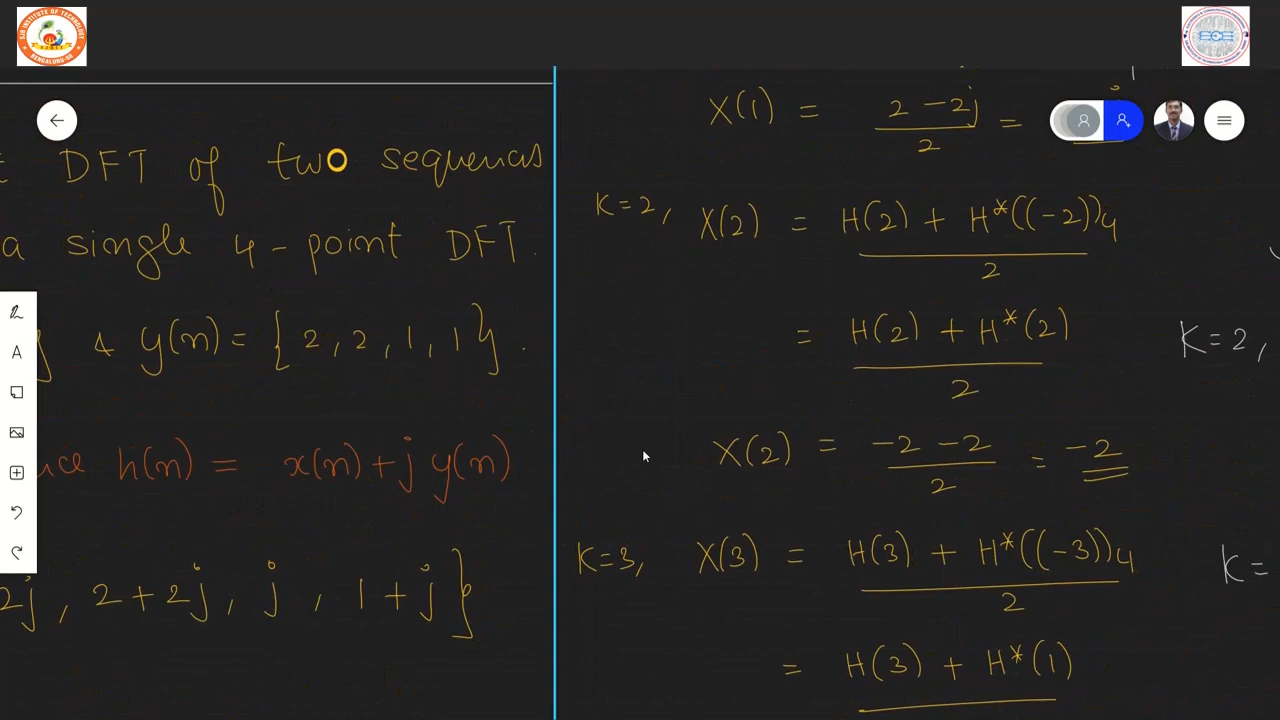 DFT of two sequences
a single 4-point DFT.
} & y(n) = {2, 2, 1, 1}.
h(n) = x(n) + j y(n)
2j, 2+2j, j, 1+j}
X(1) = 2-2j / 2 =
K=2, X(2) = H(2) + H*((-2))4 / 2
= H(2) + H*(2) / 2
X(2) = -2 -2 / 2 = -2
K=3, X(3) = H(3) + H*((-3))4 / 2
= H(3) + H*(1)
K=2,
K=